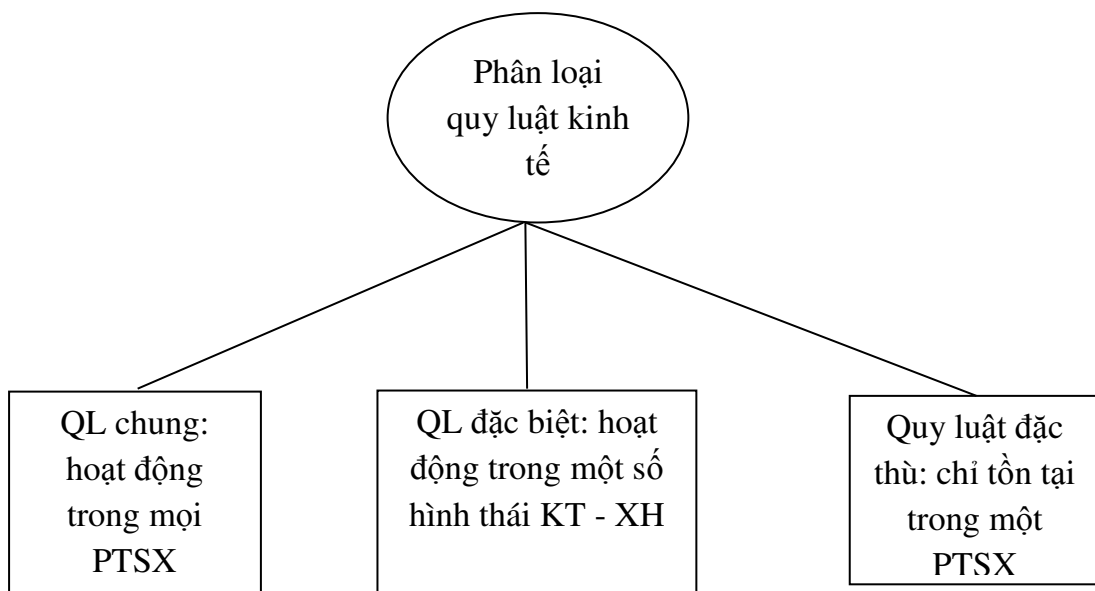 Phân loại
quy luật kinh
tế
QL chung:
hoạt động
trong mọi
PTSX
QL đặc biệt: hoạt
động trong một số
hình thái KT - XH
Quy luật đặc
thù: chỉ tồn tại
trong một
PTSX